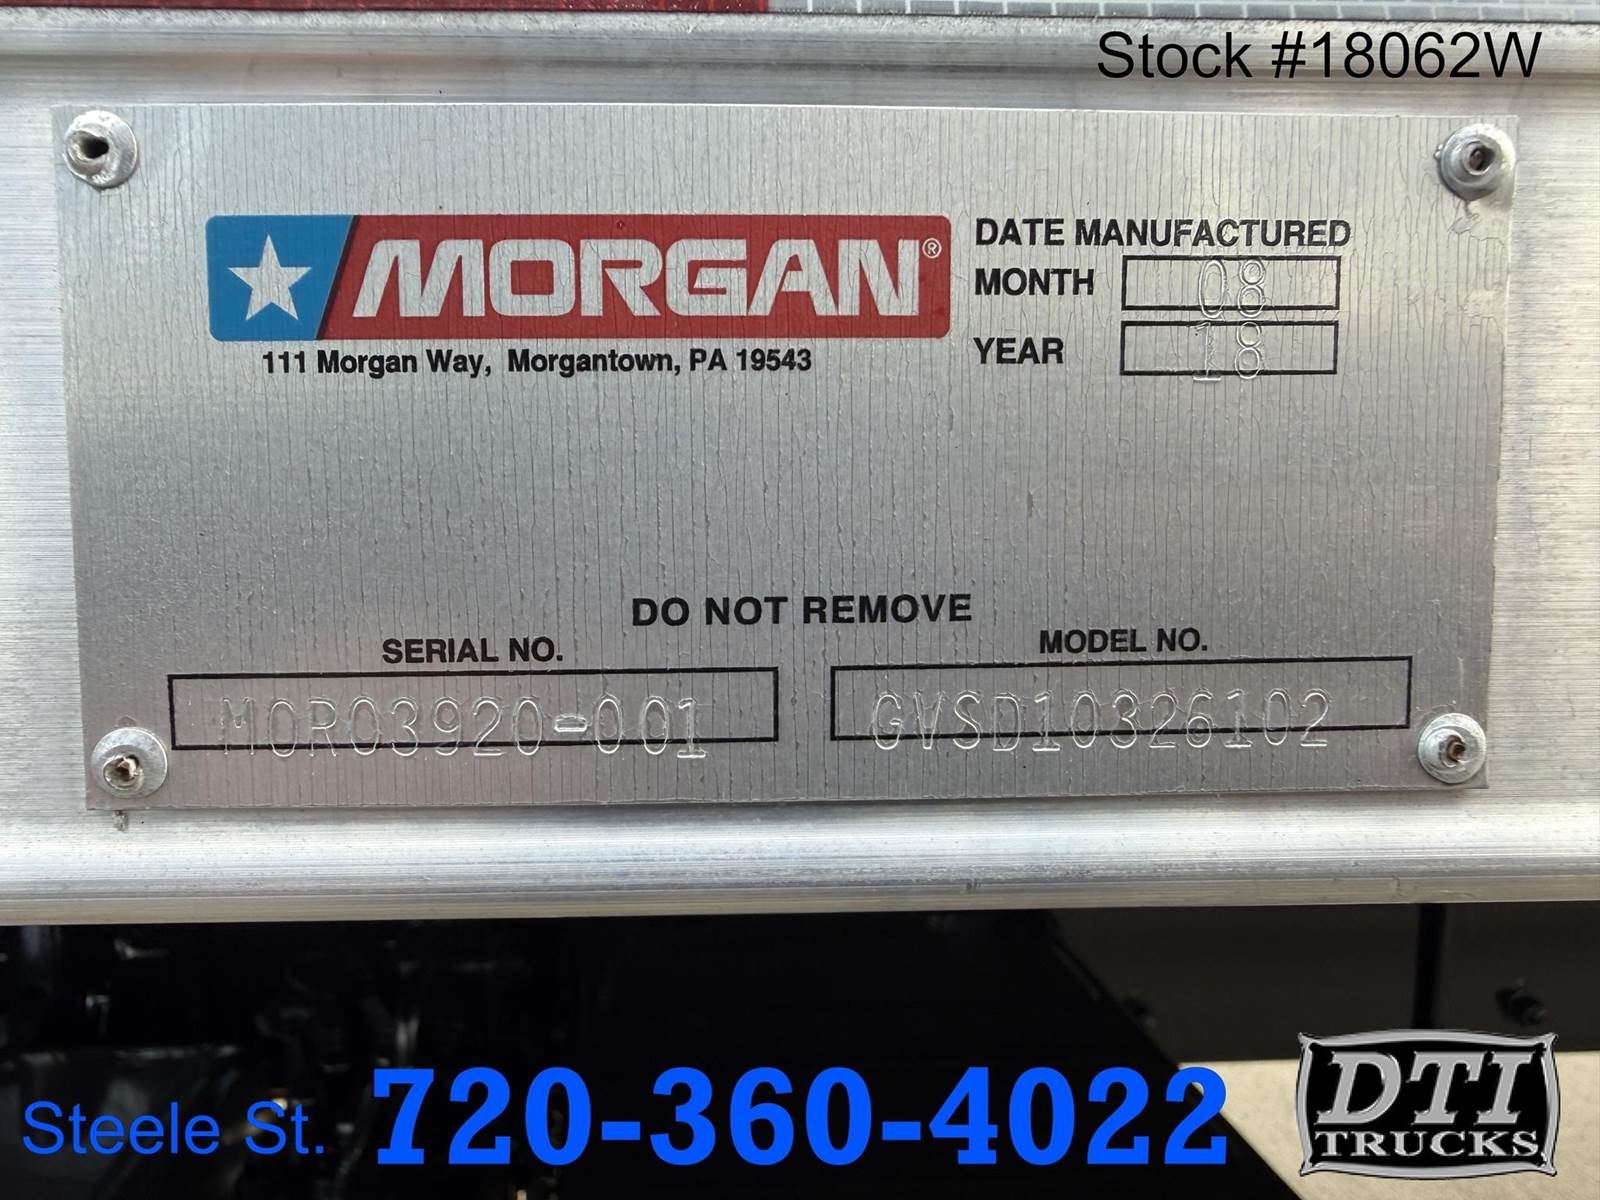 Stock #18062W
MORGAN®
111 Morgan Way, Morgantown, PA 19543
DATE MANUFACTURED
MONTH 08
YEAR 18
DO NOT REMOVE
SERIAL NO.
MORO3920-001
MODEL NO.
GVSD10326102
Steele St. 720-360-4022
DTI
TRUCKS